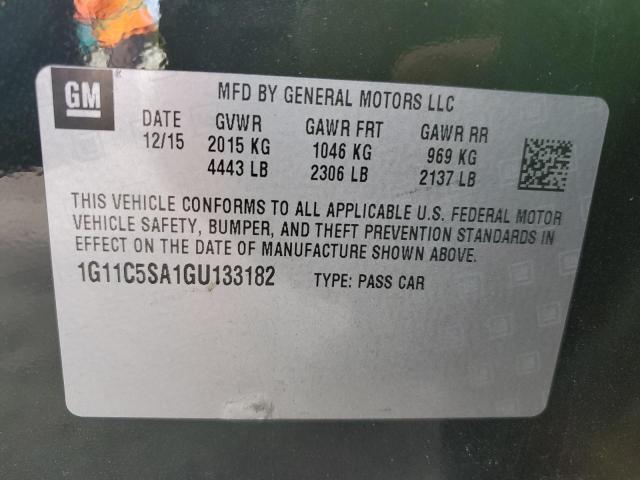 GM
MFD BY GENERAL MOTORS LLC
DATE GVWR GAWR FRT GAWR RR
12/15 2015 KG 1046 KG 969 KG
4443 LB 2306 LB 2137 LB
THIS VEHICLE CONFORMS TO ALL APPLICABLE U.S. FEDERAL MOTOR
VEHICLE SAFETY, BUMPER, AND THEFT PREVENTION STANDARDS IN
EFFECT ON THE DATE OF MANUFACTURE SHOWN ABOVE.
1G11C5SA1GU133182 TYPE: PASS CAR